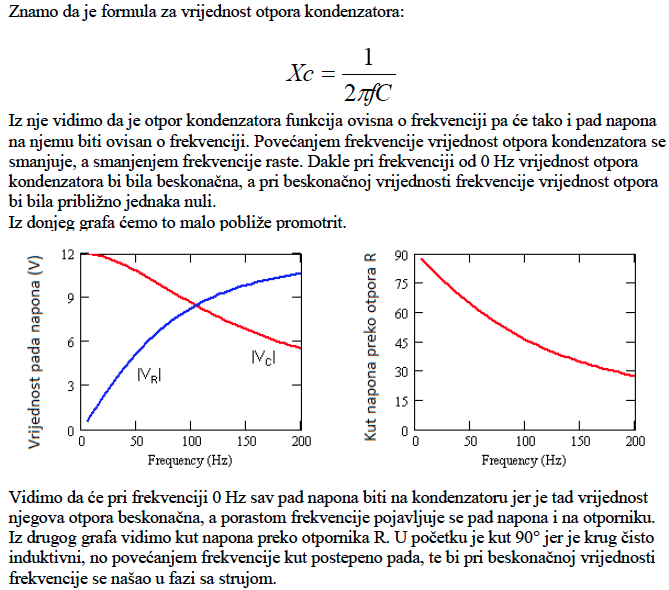 Znamo da je formula za vrijednost otpora kondenzatora:
Xc = 1 / 2πfC
Iz nje vidimo da je otpor kondenzatora funkcija ovisna o frekvenciji pa će tako i pad napona
na njemu biti ovisan o frekvenciji. Povećanjem frekvencije vrijednost otpora kondenzatora se
smanjuje, a smanjenjem frekvencije raste. Dakle pri frekvenciji od 0 Hz vrijednost otpora
kondenzatora bi bila beskonačna, a pri beskonačnoj vrijednosti frekvencije vrijednost otpora
bi bila približno jednaka nuli.
Iz donjeg grafa ćemo to malo pobliže promotrit.
Vrijednost pada napona (V)
12
9
6
3
0
|VR|
|VC|
0 50 100 150 200
Frequency (Hz)
Kut napona preko otpora R
90
75
60
45
30
15
0
0 50 100 150 200
Frequency (Hz)
Vidimo da će pri frekvenciji 0 Hz sav pad napona biti na kondenzatoru jer je tad vrijednost
njegova otpora beskonačna, a porastom frekvencije pojavljuje se pad napona i na otporniku.
Iz drugog grafa vidimo kut napona preko otpornika R. U početku je kut 90° jer je krug čisto
induktivni, no povećanjem frekvencije kut postepeno pada, te bi pri beskonačnoj vrijednosti
frekvencije se našao u fazi sa strujom.